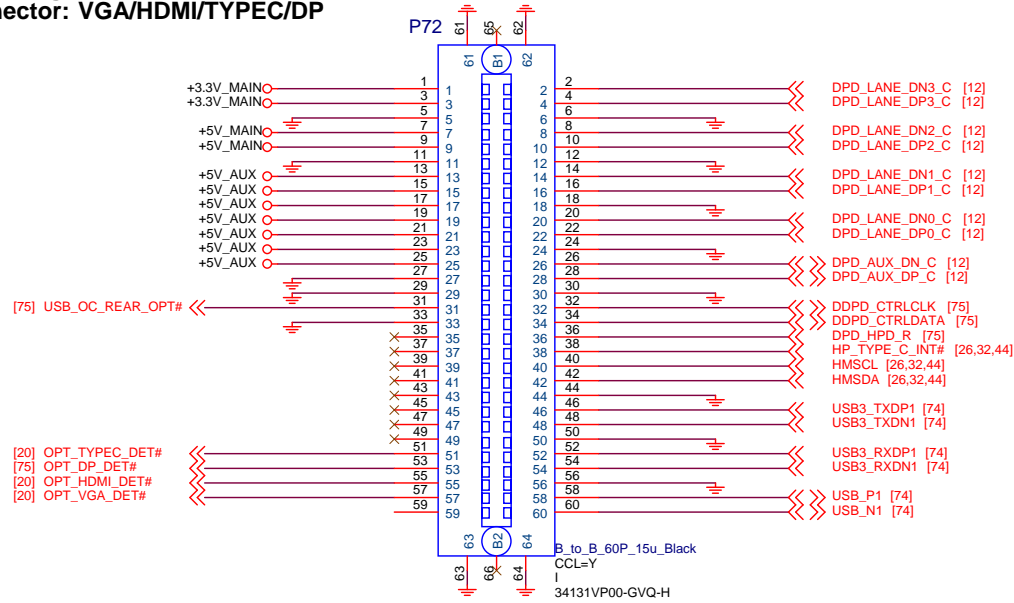 nector: VGA/HDMI/TYPEC/DP
P72
61 65 62
61 B1 62
+3.3V_MAIN 1 1 2 2 DPD_LANE_DN3_C [12]
+3.3V_MAIN 3 3 4 4 DPD_LANE_DP3_C [12]
5 5 6 6
+5V_MAIN 7 7 8 8 DPD_LANE_DN2_C [12]
+5V_MAIN 9 9 10 10 DPD_LANE_DP2_C [12]
11 11 12 12
+5V_AUX 13 13 14 14 DPD_LANE_DN1_C [12]
+5V_AUX 15 15 16 16 DPD_LANE_DP1_C [12]
+5V_AUX 17 17 18 18
+5V_AUX 19 19 20 20 DPD_LANE_DN0_C [12]
+5V_AUX 21 21 22 22 DPD_LANE_DP0_C [12]
+5V_AUX 23 23 24 24
+5V_AUX 25 25 26 26 DPD_AUX_DN_C [12]
27 27 28 28 DPD_AUX_DP_C [12]
29 29 30 30
[75] USB_OC_REAR_OPT# 31 31 32 32 DDPD_CTRLCLK [75]
33 33 34 34 DDPD_CTRLDATA [75]
35 35 36 36 DPD_HPD_R [75]
37 37 38 38 HP_TYPE_C_INT# [26,32,44]
39 39 40 40 HMSCL [26,32,44]
41 41 42 42 HMSDA [26,32,44]
43 43 44 44
45 45 46 46 USB3_TXDP1 [74]
47 47 48 48 USB3_TXDN1 [74]
49 49 50 50
[20] OPT_TYPEC_DET# 51 51 52 52 USB3_RXDP1 [74]
[75] OPT_DP_DET# 53 53 54 54 USB3_RXDN1 [74]
[20] OPT_HDMI_DET# 55 55 56 56
[20] OPT_VGA_DET# 57 57 58 58 USB_P1 [74]
59 59 60 60 USB_N1 [74]
63 B2 64
63 66 64
B_to_B_60P_15u_Black
CCL=Y
I
34131VP00-GVQ-H